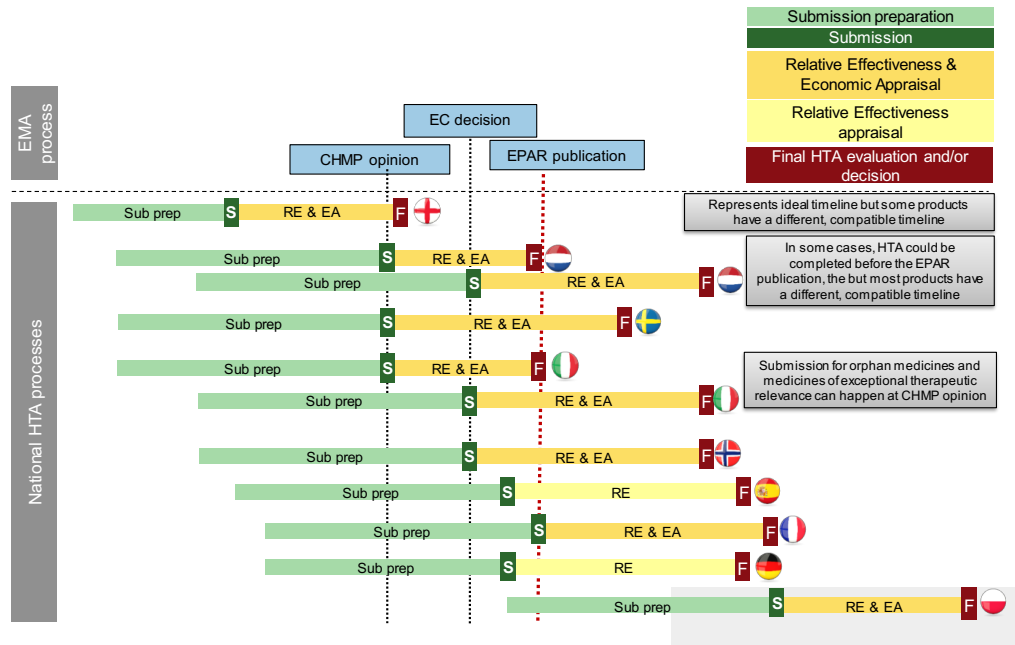 Submission preparation
Submission
Relative Effectiveness &
Economic Appraisal
Relative Effectiveness
appraisal
Final HTA evaluation and/or
decision
EMA
process
EC decision
CHMP opinion
EPAR publication
National HTA processes
Sub prep S RE & EA F
Represents ideal timeline but some products
have a different, compatible timeline
Sub prep S RE & EA F
Sub prep S RE & EA F
In some cases, HTA could be
completed before the EPAR
publication, the but most products have
a different, compatible timeline
Sub prep S RE & EA F
Sub prep S RE & EA F
Sub prep S RE & EA F
Submission for orphan medicines and
medicines of exceptional therapeutic
relevance can happen at CHMP opinion
Sub prep S RE & EA F
Sub prep S RE F
Sub prep S RE & EA F
Sub prep S RE F
Sub prep S RE & EA F